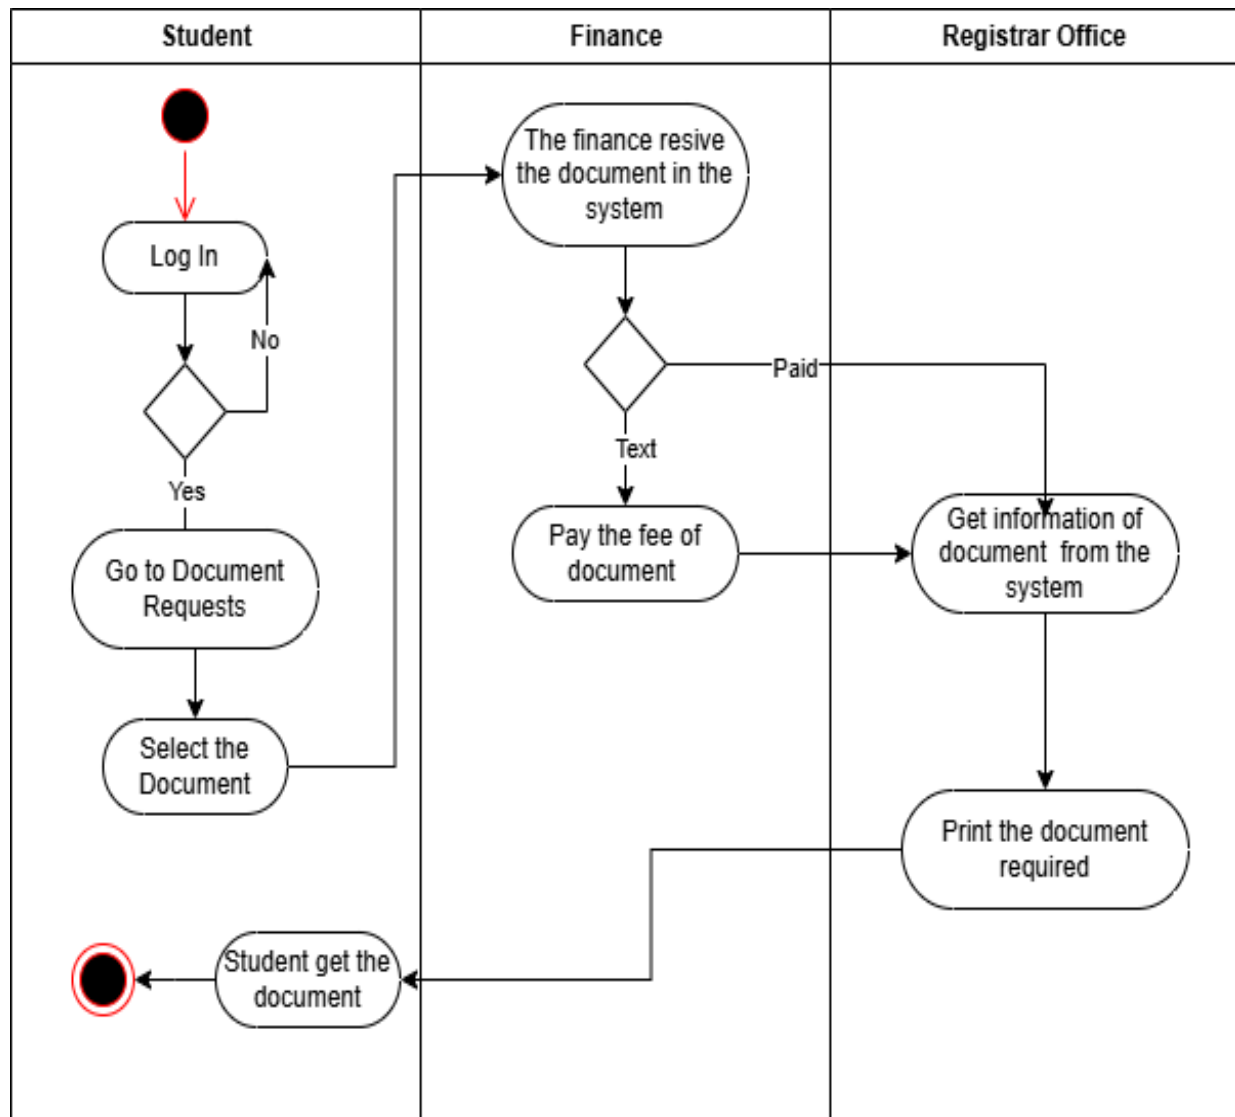 Student
Finance
Registrar Office
Log In
No
Yes
Go to Document
Requests
Select the
Document
The finance resive
the document in the
system
Paid
Text
Pay the fee of
document
Get information of
document  from the
system
Print the document
required
Student get the
document